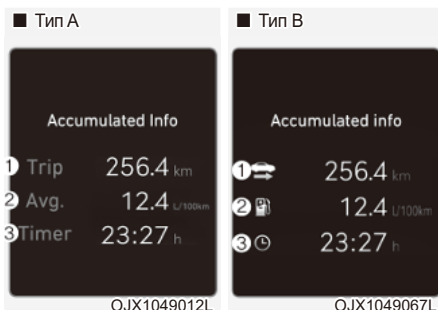 ■ Тип A
Accumulated Info
① Trip 256.4 km
② Avg. 12.4 L/100km
③ Timer 23:27 h
OJX1049012L
■ Тип B
Accumulated info
① 256.4 km
② 12.4 L/100km
③ 23:27 h
OJX1049067L